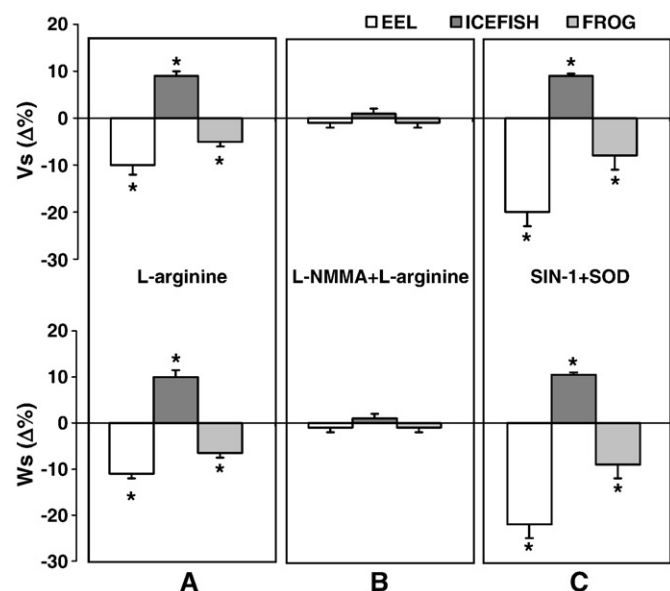 EEL ICEFISH FROG
20
10
0
-10
-20
-30
Vs (Δ%)
* * *
* * *
L-arginine L-NMMA+L-arginine SIN-1+SOD
20
10
0
-10
-20
-30
Ws (Δ%)
* * *
* * *
A B C